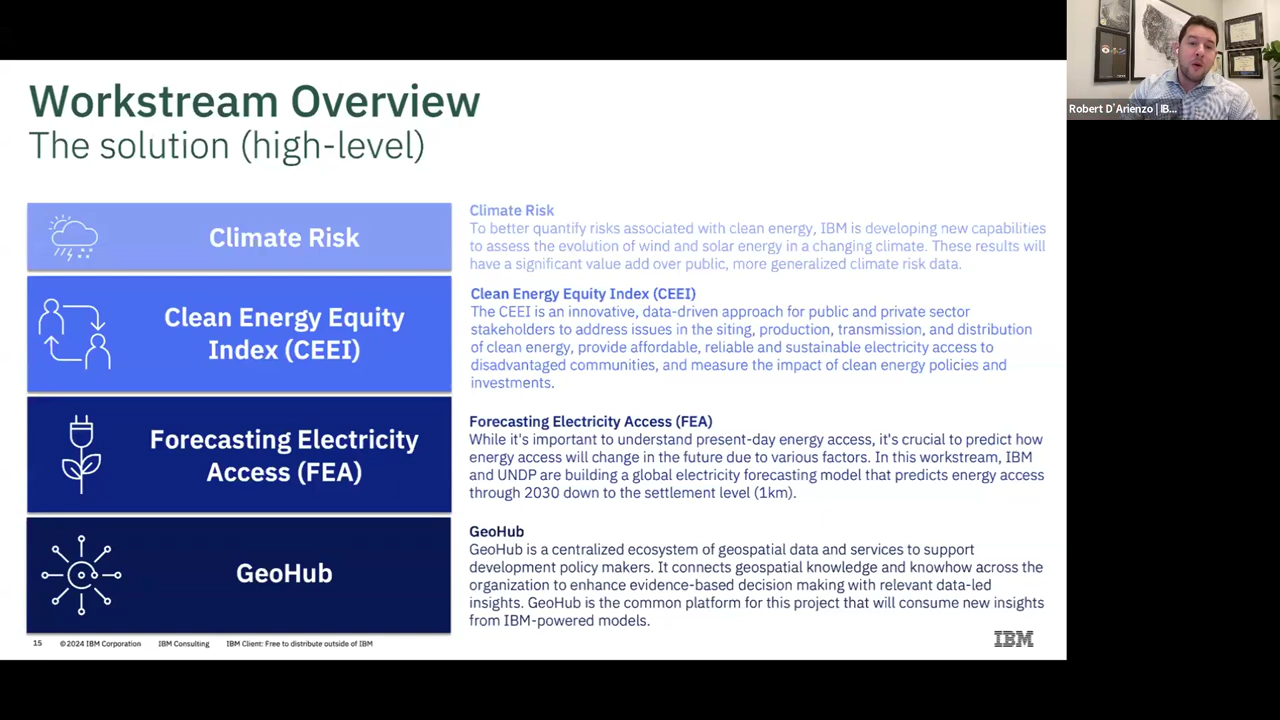 Workstream Overview
The solution (high-level)
Climate Risk
Climate Risk
To better quantify risks associated with clean energy, IBM is developing new capabilities
to assess the evolution of wind and solar energy in a changing climate. These results will
have a significant value add over public, more generalized climate risk data.
Clean Energy Equity
Index (CEEI)
Clean Energy Equity Index (CEEI)
The CEEI is an innovative, data-driven approach for public and private sector
stakeholders to address issues in the siting, production, transmission, and distribution
of clean energy, provide affordable, reliable and sustainable electricity access to
disadvantaged communities, and measure the impact of clean energy policies and
investments.
Forecasting Electricity
Access (FEA)
Forecasting Electricity Access (FEA)
While it's important to understand present-day energy access, it's crucial to predict how
energy access will change in the future due to various factors. In this workstream, IBM
and UNDP are building a global electricity forecasting model that predicts energy access
through 2030 down to the settlement level (1km).
GeoHub
GeoHub
GeoHub is a centralized ecosystem of geospatial data and services to support
development policy makers. It connects geospatial knowledge and knowhow across the
organization to enhance evidence-based decision making with relevant data-led
insights. GeoHub is the common platform for this project that will consume new insights
from IBM-powered models.
15 © 2024 IBM Corporation IBM Consulting IBM Client: Free to distribute outside of IBM
IBM
Robert D'Arienzo | IB...